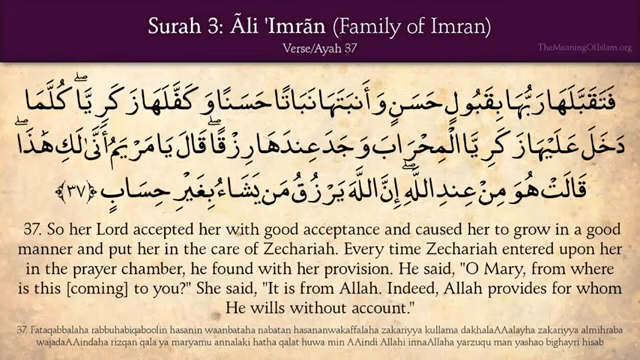 Surah 3: Ãli 'Imrãn (Family of Imran)
Verse/Ayah 37
TheMeaningOfIslam.org
فَتَقَبَّلَهَا رَبُّهَا بِقَبُولٍ حَسَنٍ وَأَنبَتَهَا نَبَاتًا حَسَنًا وَكَفَّلَهَا زَكَرِيَّا ۖ كُلَّمَا
دَخَلَ عَلَيْهَا زَكَرِيَّا الْمِحْرَابَ وَجَدَ عِندَهَا رِزْقًا ۖ قَالَ يَا مَرْيَمُ أَنَّىٰ لَكِ هَٰذَا ۖ
قَالَتْ هُوَ مِنْ عِندِ اللَّهِ ۖ إِنَّ اللَّهَ يَرْزُقُ مَن يَشَاءُ بِغَيْرِ حِسَابٍ ﴿٣٧﴾
37. So her Lord accepted her with good acceptance and caused her to grow in a good
manner and put her in the care of Zechariah. Every time Zechariah entered upon her
in the prayer chamber, he found with her provision. He said, "O Mary, from where
is this [coming] to you?" She said, "It is from Allah. Indeed, Allah provides for whom
He wills without account."
37. Fataqabbalaha rabbuhabiqaboolin hasanin waanbataha nabatan hasananwakaffalaha zakariyya kullama dakhalaAAalayha zakariyya almihraba
wajadaAAindaha rizqan qala ya maryamu annalaki hatha qalat huwa min AAindi Allahi innaAllaha yarzuqu man yashao bighayri hisab